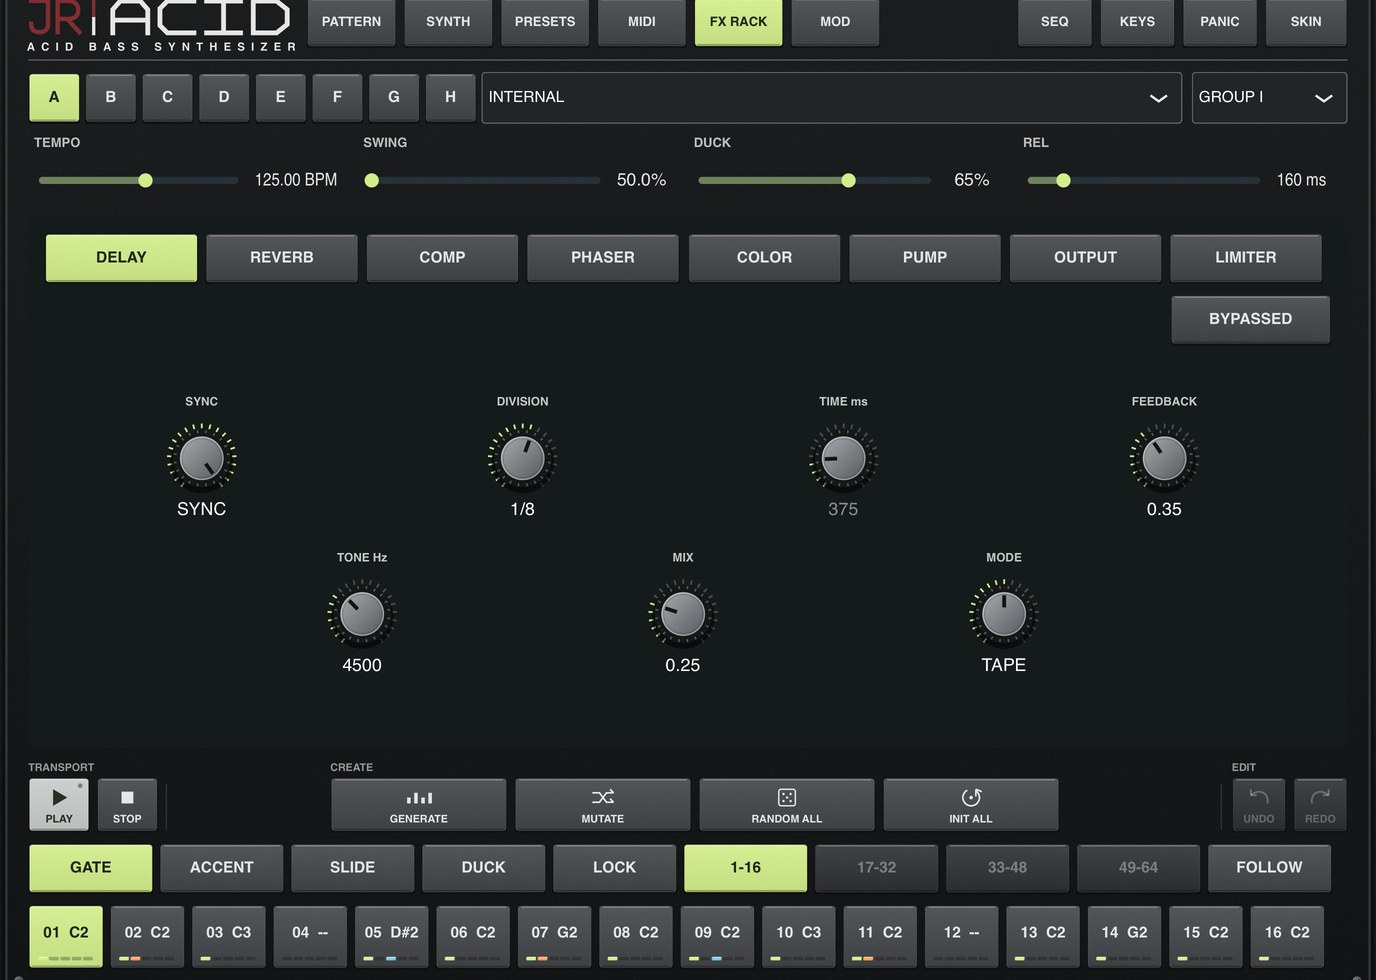 JR1 ACID
ACID BASS SYNTHESIZER
PATTERN SYNTH PRESETS MIDI FX RACK MOD SEQ KEYS PANIC SKIN
A B C D E F G H INTERNAL GROUP I
TEMPO SWING DUCK REL
125.00 BPM 50.0% 65% 160 ms
DELAY REVERB COMP PHASER COLOR PUMP OUTPUT LIMITER
BYPASSED
SYNC DIVISION TIME ms FEEDBACK
SYNC 1/8 375 0.35
TONE Hz MIX MODE
4500 0.25 TAPE
TRANSPORT CREATE EDIT
PLAY STOP GENERATE MUTATE RANDOM ALL INIT ALL UNDO REDO
GATE ACCENT SLIDE DUCK LOCK 1-16 17-32 33-48 49-64 FOLLOW
01 C2 02 C2 03 C3 04 -- 05 D#2 06 C2 07 G2 08 C2 09 C2 10 C3 11 C2 12 -- 13 C2 14 G2 15 C2 16 C2